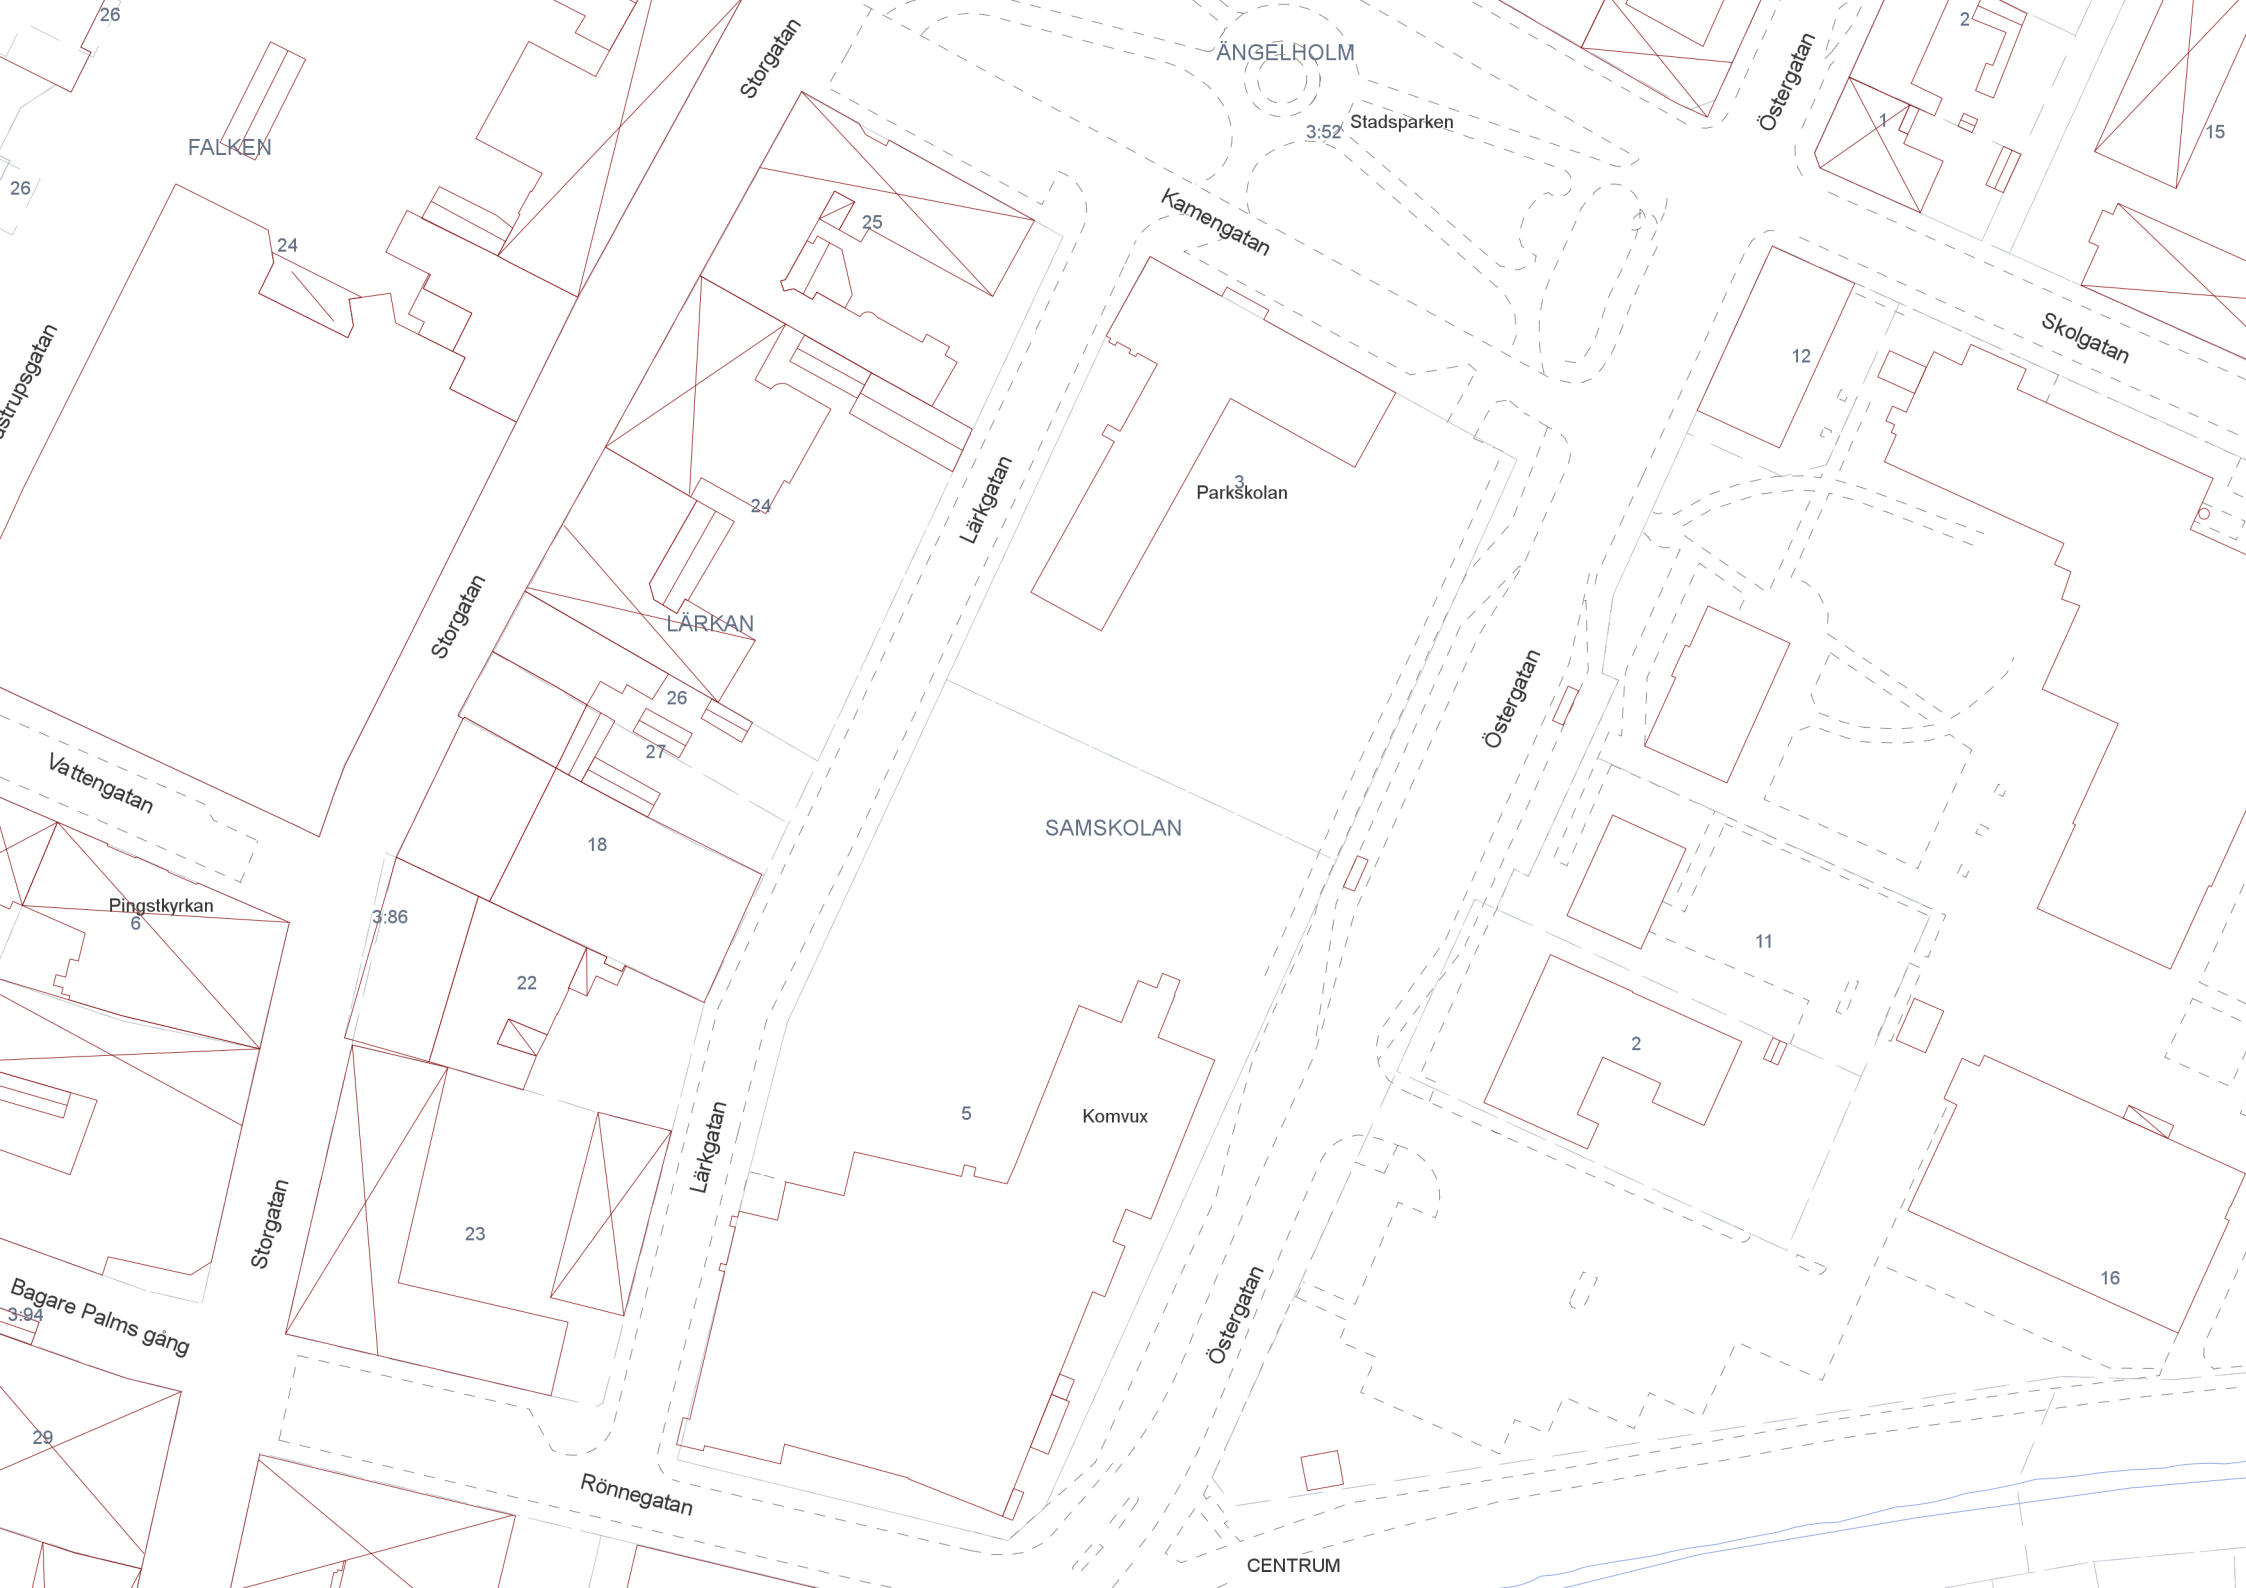 26
Storgatan
ÄNGELHOLM
Östergatan
2
1
15
3:52
Stadsparken
FALKEN
26
24
25
Kamengatan
Skolgatan
12
Lärkgatan
3
Parkskolan
24
LÄRKAN
Storgatan
26
27
Östergatan
Vattengatan
18
SAMSKOLAN
Pingstkyrkan
6
3:86
11
22
2
5
Komvux
Lärkgatan
Storgatan
23
16
Bagare Palms gång
3:94
Östergatan
29
Rönnegatan
CENTRUM